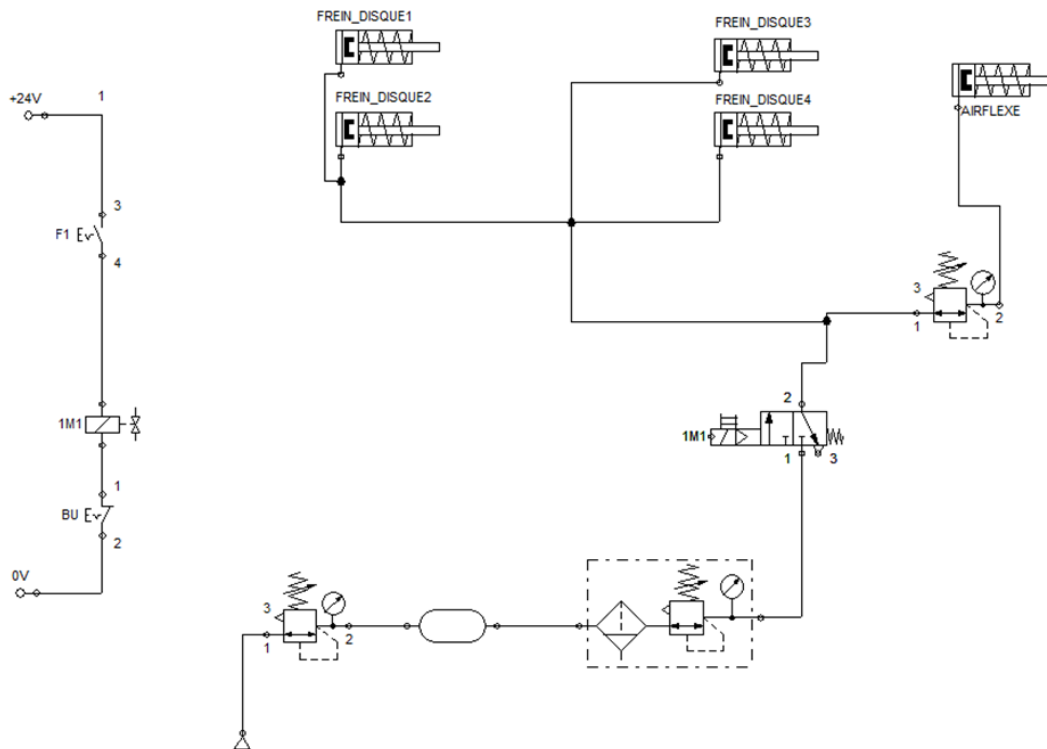 FREIN_DISQUE1
FREIN_DISQUE3
+24V
1
FREIN_DISQUE2
FREIN_DISQUE4
AIRFLEXE
3
F1
4
3
1
2
2
1M1
1M1
1
3
1
BU
2
0V
3
1
2